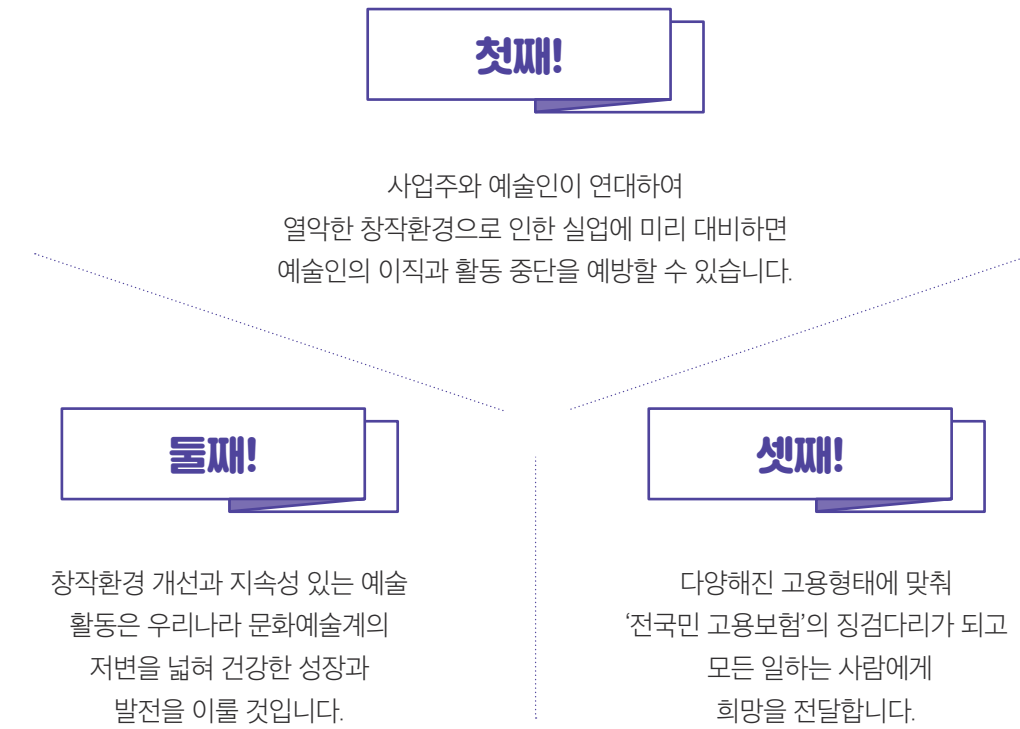 첫째!
사업주와 예술인이 연대하여
열악한 창작환경으로 인한 실업에 미리 대비하면
예술인의 이직과 활동 중단을 예방할 수 있습니다.
둘째!
창작환경 개선과 지속성 있는 예술
활동은 우리나라 문화예술계의
저변을 넓혀 건강한 성장과
발전을 이룰 것입니다.
셋째!
다양해진 고용형태에 맞춰
‘전국민 고용보험’의 징검다리가 되고
모든 일하는 사람에게
희망을 전달합니다.